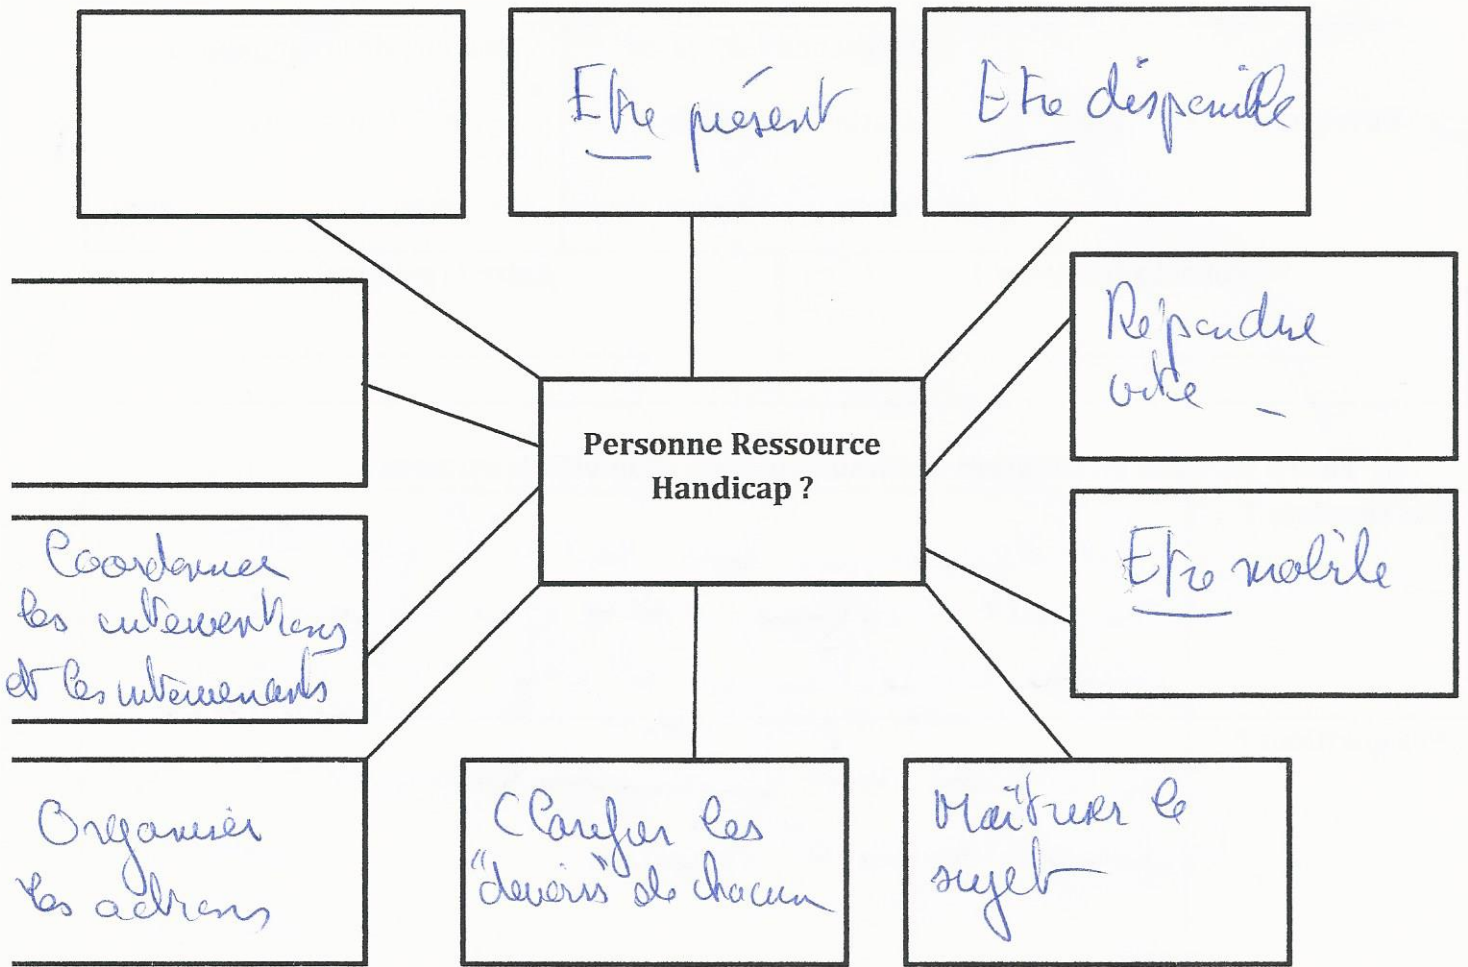 Etre présent
Etre disponible
Répondre
vite -
Personne Ressource
Handicap ?
Etre mobile
Coordonner
les interventions
et les intervenants
Organiser
les actions
Clarifier les
"devoirs" de chacun
Maîtriser le
sujet